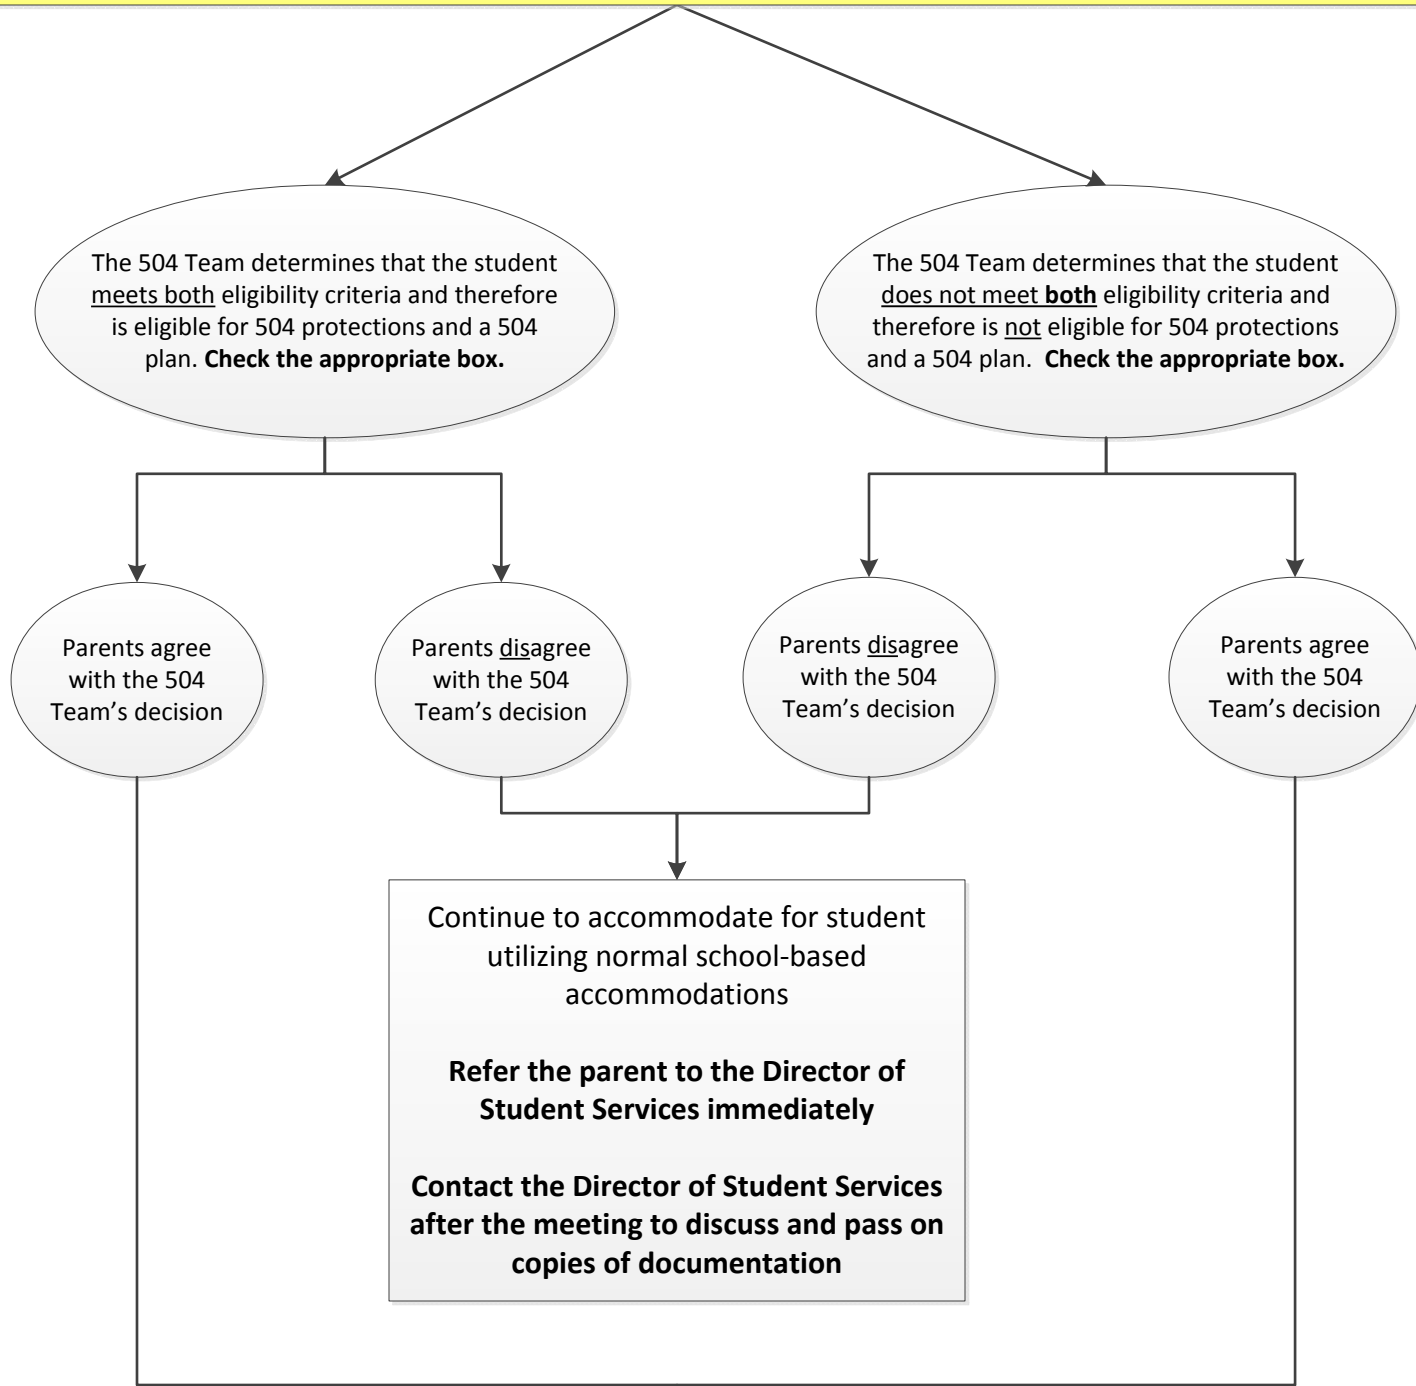 The 504 Team determines that the student
meets both eligibility criteria and therefore
is eligible for 504 protections and a 504
plan. Check the appropriate box.
The 504 Team determines that the student
does not meet both eligibility criteria and
therefore is not eligible for 504 protections
and a 504 plan.  Check the appropriate box.
Parents agree
with the 504
Team’s decision
Parents disagree
with the 504
Team’s decision
Parents disagree
with the 504
Team’s decision
Parents agree
with the 504
Team’s decision
Continue to accommodate for student
utilizing normal school-based
accommodations
Refer the parent to the Director of
Student Services immediately
Contact the Director of Student Services
after the meeting to discuss and pass on
copies of documentation